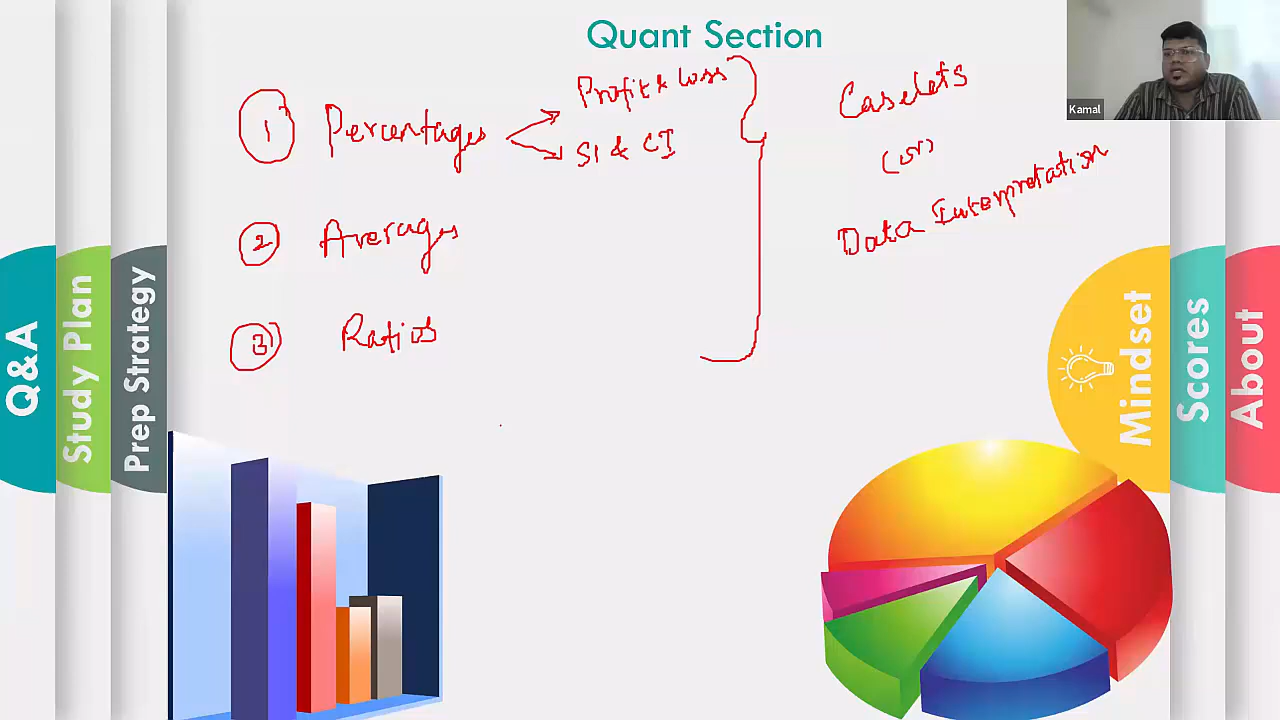 Quant Section
Kamal
1 Percentages
Profit & loss
SI & CI
2 Averages
3 Ratios
Caselets
(or)
Data Interpretation
Q&A
Study Plan
Prep Strategy
Mindset
Scores
About